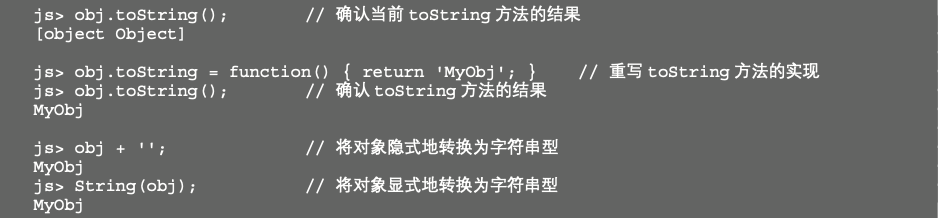 js> obj.toString();        // 确认当前 toString 方法的结果
[object Object]
js> obj.toString = function() { return 'MyObj'; }    // 重写 toString 方法的实现
js> obj.toString();        // 确认 toString 方法的结果
MyObj
js> obj + '';              // 将对象隐式地转换为字符串型
MyObj
js> String(obj);           // 将对象显式地转换为字符串型
MyObj